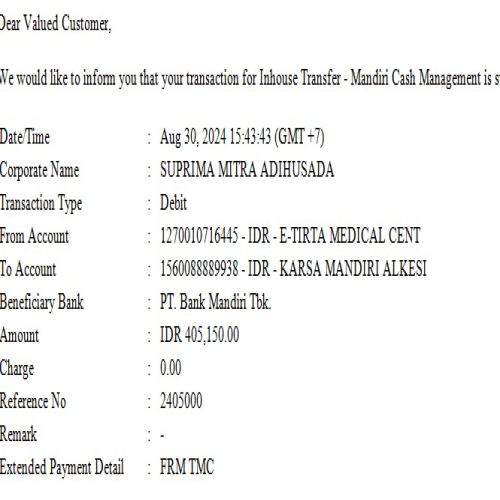 Dear Valued Customer,
We would like to inform you that your transaction for Inhouse Transfer - Mandiri Cash Management is s
Date/Time : Aug 30, 2024 15:43:43 (GMT +7)
Corporate Name : SUPRIMA MITRA ADIHUSADA
Transaction Type : Debit
From Account : 1270010716445 - IDR - E-TIRTA MEDICAL CENT
To Account : 1560088889938 - IDR - KARSA MANDIRI ALKESI
Beneficiary Bank : PT. Bank Mandiri Tbk.
Amount : IDR 405,150.00
Charge : 0.00
Reference No : 2405000
Remark : -
Extended Payment Detail : FRM TMC